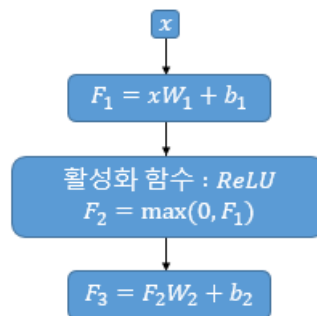 x
F₁ = xW₁ + b₁
활성화 함수 : ReLU
F₂ = max(0, F₁)
F₃ = F₂W₂ + b₂